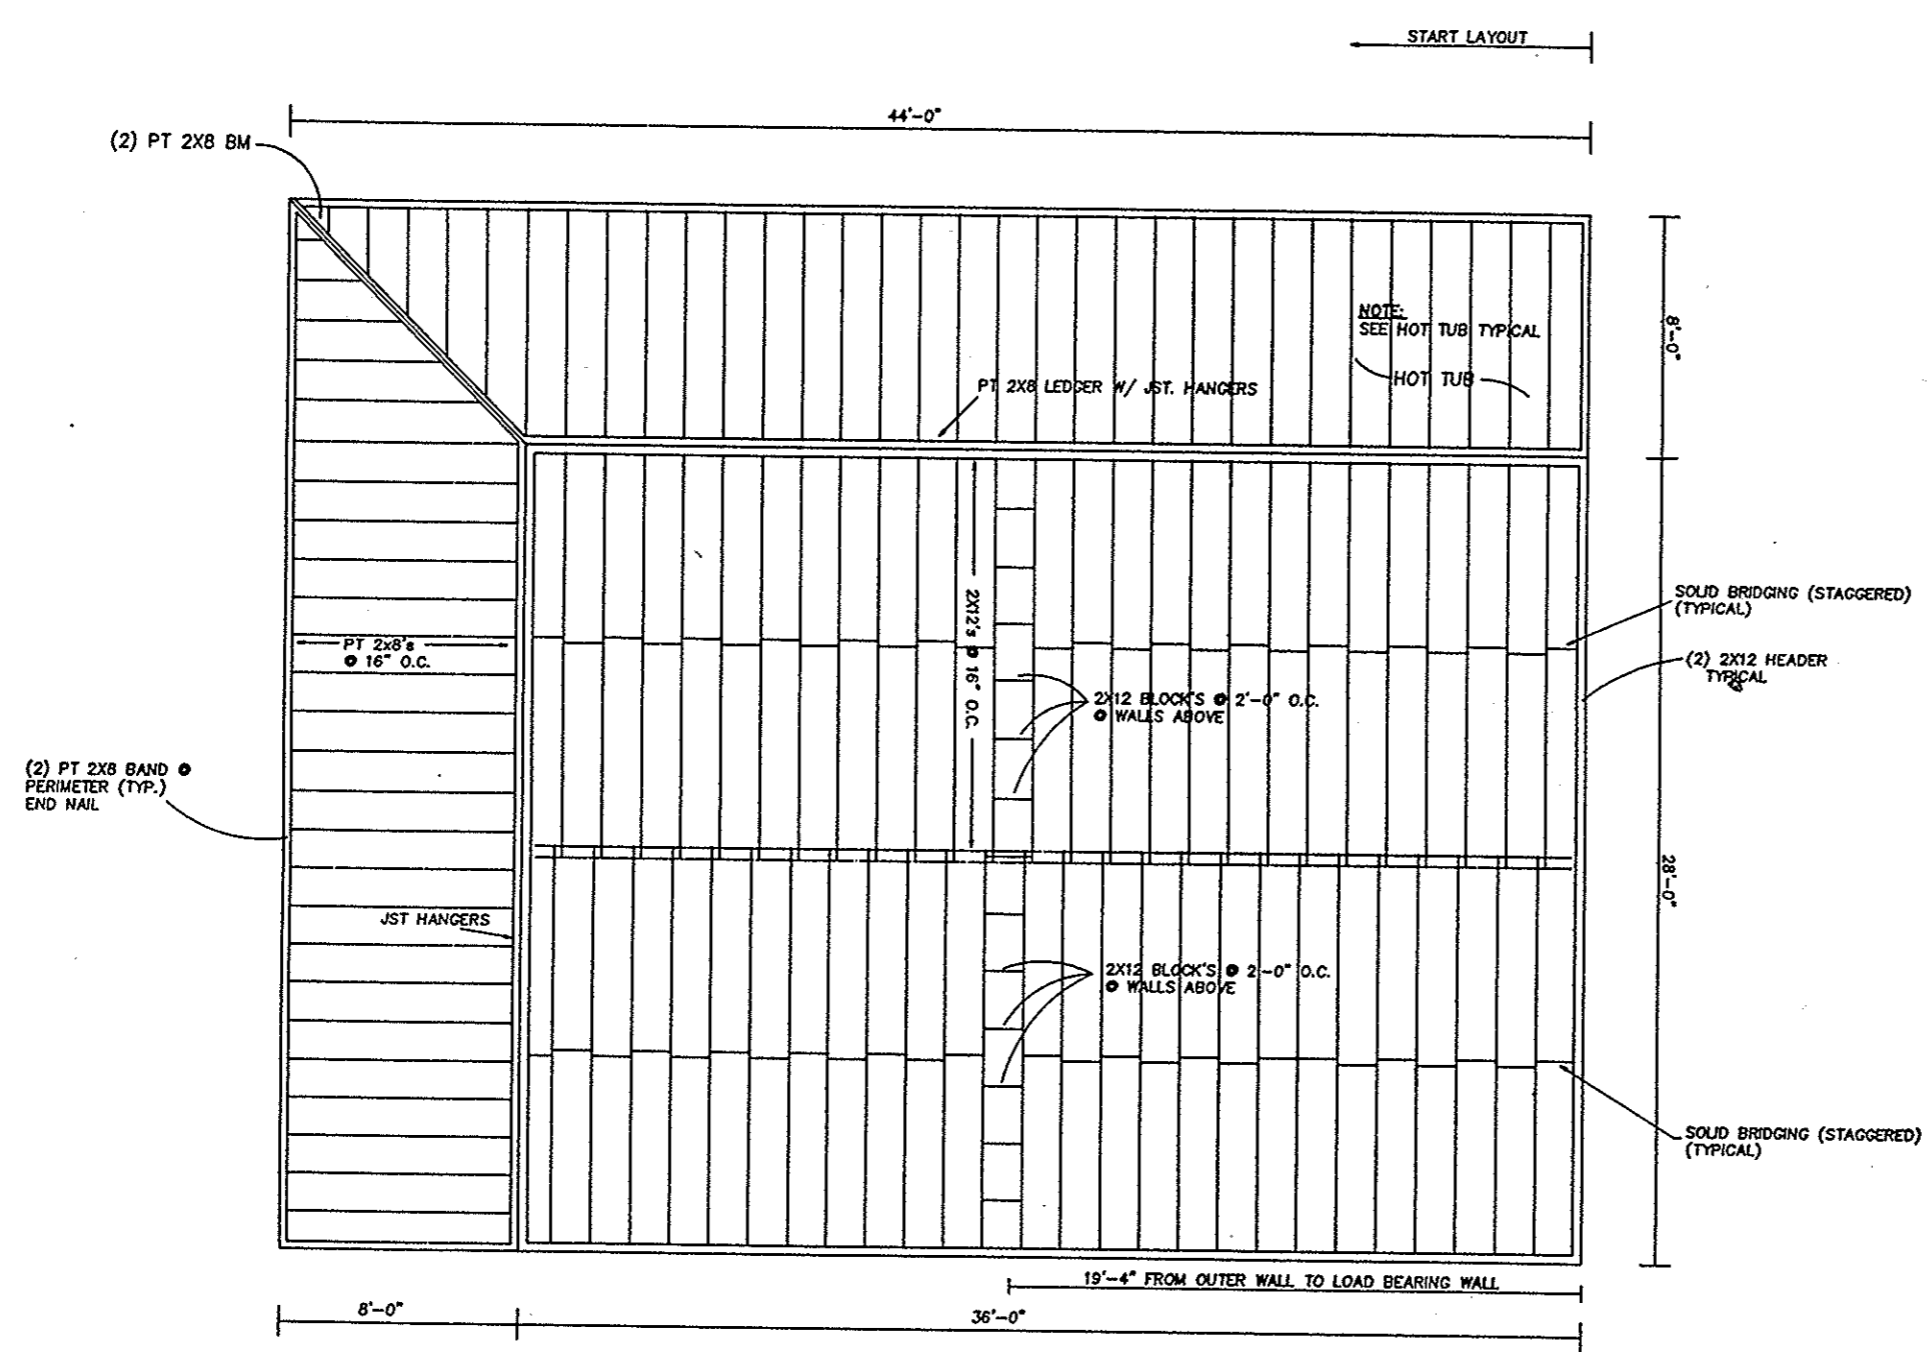 START LAYOUT
44'-0"
(2) PT 2X8 BM
NOTE:
SEE HOT TUB TYPICAL
HOT TUB
8'-0"
PT 2X8 LEDGER W/ JST. HANGERS
SOLID BRIDGING (STAGGERED)
(TYPICAL)
2X12's @ 16" O.C.
PT 2x8's
@ 16" O.C.
(2) 2X12 HEADER
TYPICAL
2X12 BLOCK'S @ 2'-0" O.C.
@ WALLS ABOVE
(2) PT 2X8 BAND @
PERIMETER (TYP.)
END NAIL
28'-0"
JST HANGERS
2X12 BLOCK'S @ 2'-0" O.C.
@ WALLS ABOVE
SOLID BRIDGING (STAGGERED)
(TYPICAL)
19'-4" FROM OUTER WALL TO LOAD BEARING WALL
8'-0"
36'-0"